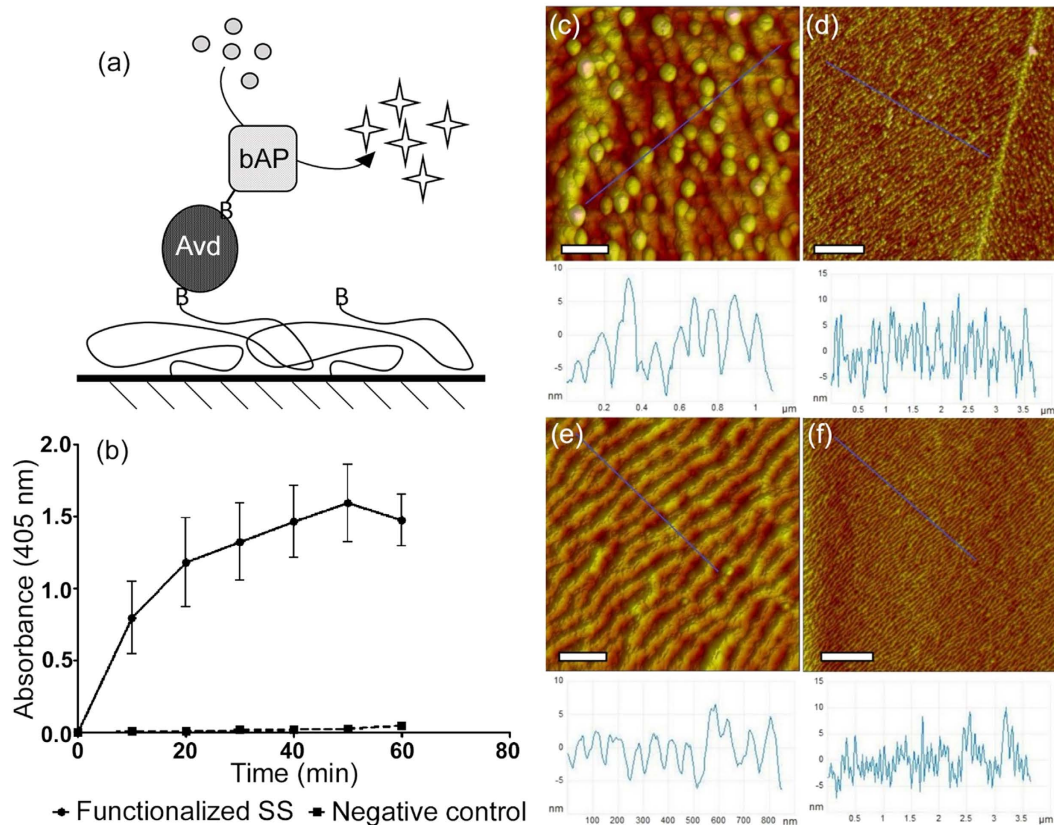 (a)
bAP
B
Avd
B
B
(b)
Absorbance (405 nm)
2.0
1.5
1.0
0.5
0.0
0 20 40 60 80
Time (min)
Functionalized SS Negative control
(c)
10
5
0
-5
nm
0.2 0.4 0.6 0.8 1 µm
(d)
15
10
5
0
-5
nm
0.5 1 1.5 2 2.5 3 3.5 µm
(e)
10
5
0
-5
nm
100 200 300 400 500 600 700 800 nm
(f)
15
10
5
0
-5
nm
0.5 1 1.5 2 2.5 3 3.5 µm